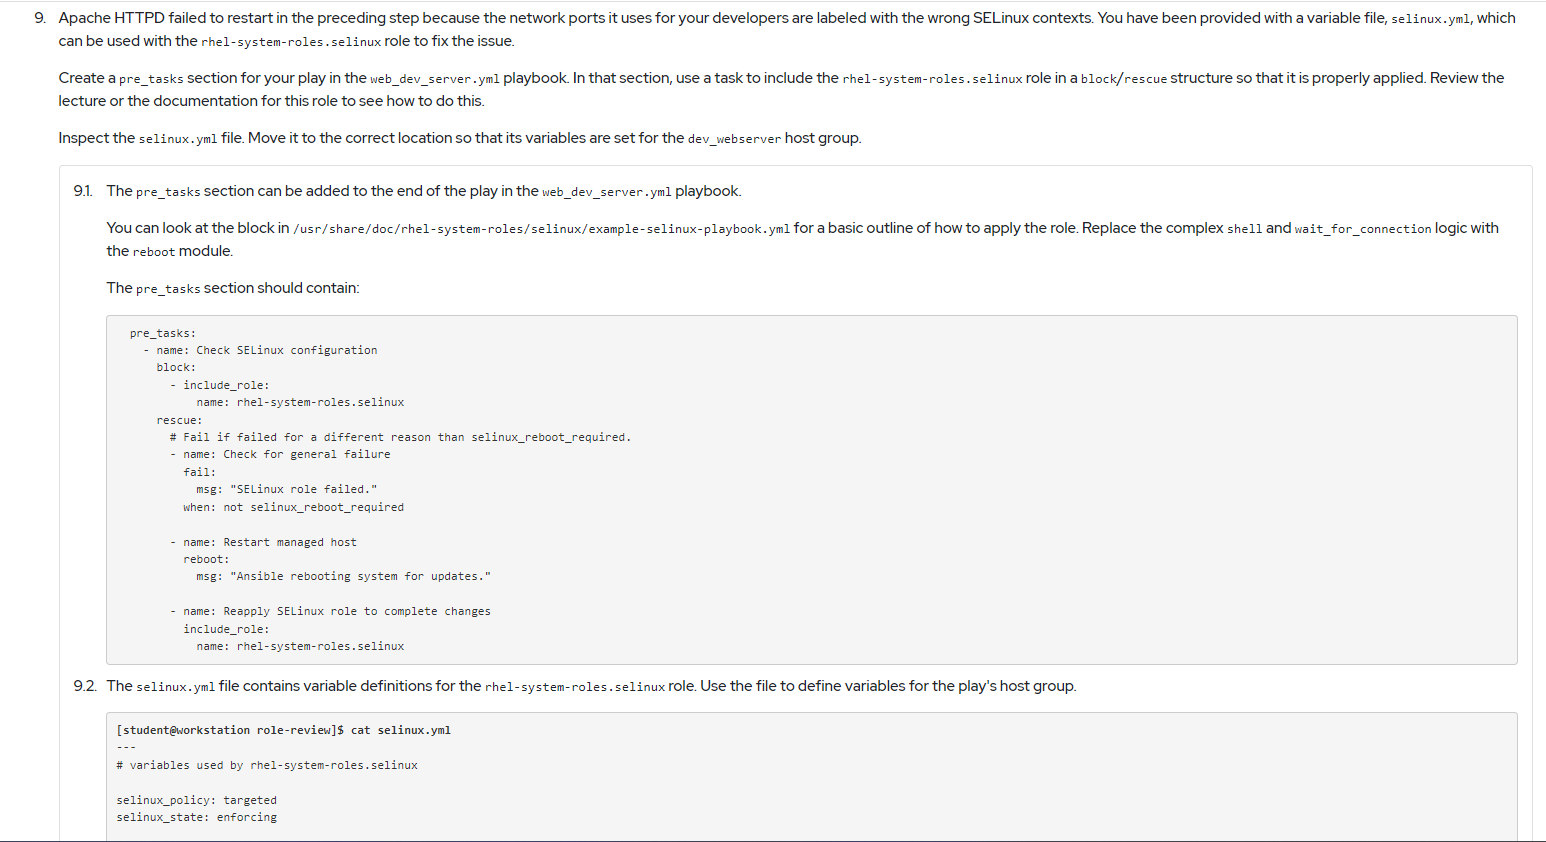 9. Apache HTTPD failed to restart in the preceding step because the network ports it uses for your developers are labeled with the wrong SELinux contexts. You have been provided with a variable file, selinux.yml, which
can be used with the rhel-system-roles.selinux role to fix the issue.
Create a pre_tasks section for your play in the web_dev_server.yml playbook. In that section, use a task to include the rhel-system-roles.selinux role in a block/rescue structure so that it is properly applied. Review the
lecture or the documentation for this role to see how to do this.
Inspect the selinux.yml file. Move it to the correct location so that its variables are set for the dev_webserver host group.
9.1. The pre_tasks section can be added to the end of the play in the web_dev_server.yml playbook.
You can look at the block in /usr/share/doc/rhel-system-roles/selinux/example-selinux-playbook.yml for a basic outline of how to apply the role. Replace the complex shell and wait_for_connection logic with
the reboot module.
The pre_tasks section should contain:
pre_tasks:
- name: Check SELinux configuration
block:
- include_role:
name: rhel-system-roles.selinux
rescue:
# Fail if failed for a different reason than selinux_reboot_required.
- name: Check for general failure
fail:
msg: "SELinux role failed."
when: not selinux_reboot_required
- name: Restart managed host
reboot:
msg: "Ansible rebooting system for updates."
- name: Reapply SELinux role to complete changes
include_role:
name: rhel-system-roles.selinux
9.2. The selinux.yml file contains variable definitions for the rhel-system-roles.selinux role. Use the file to define variables for the play's host group.
[student@workstation role-review]$ cat selinux.yml
---
# variables used by rhel-system-roles.selinux
selinux_policy: targeted
selinux_state: enforcing